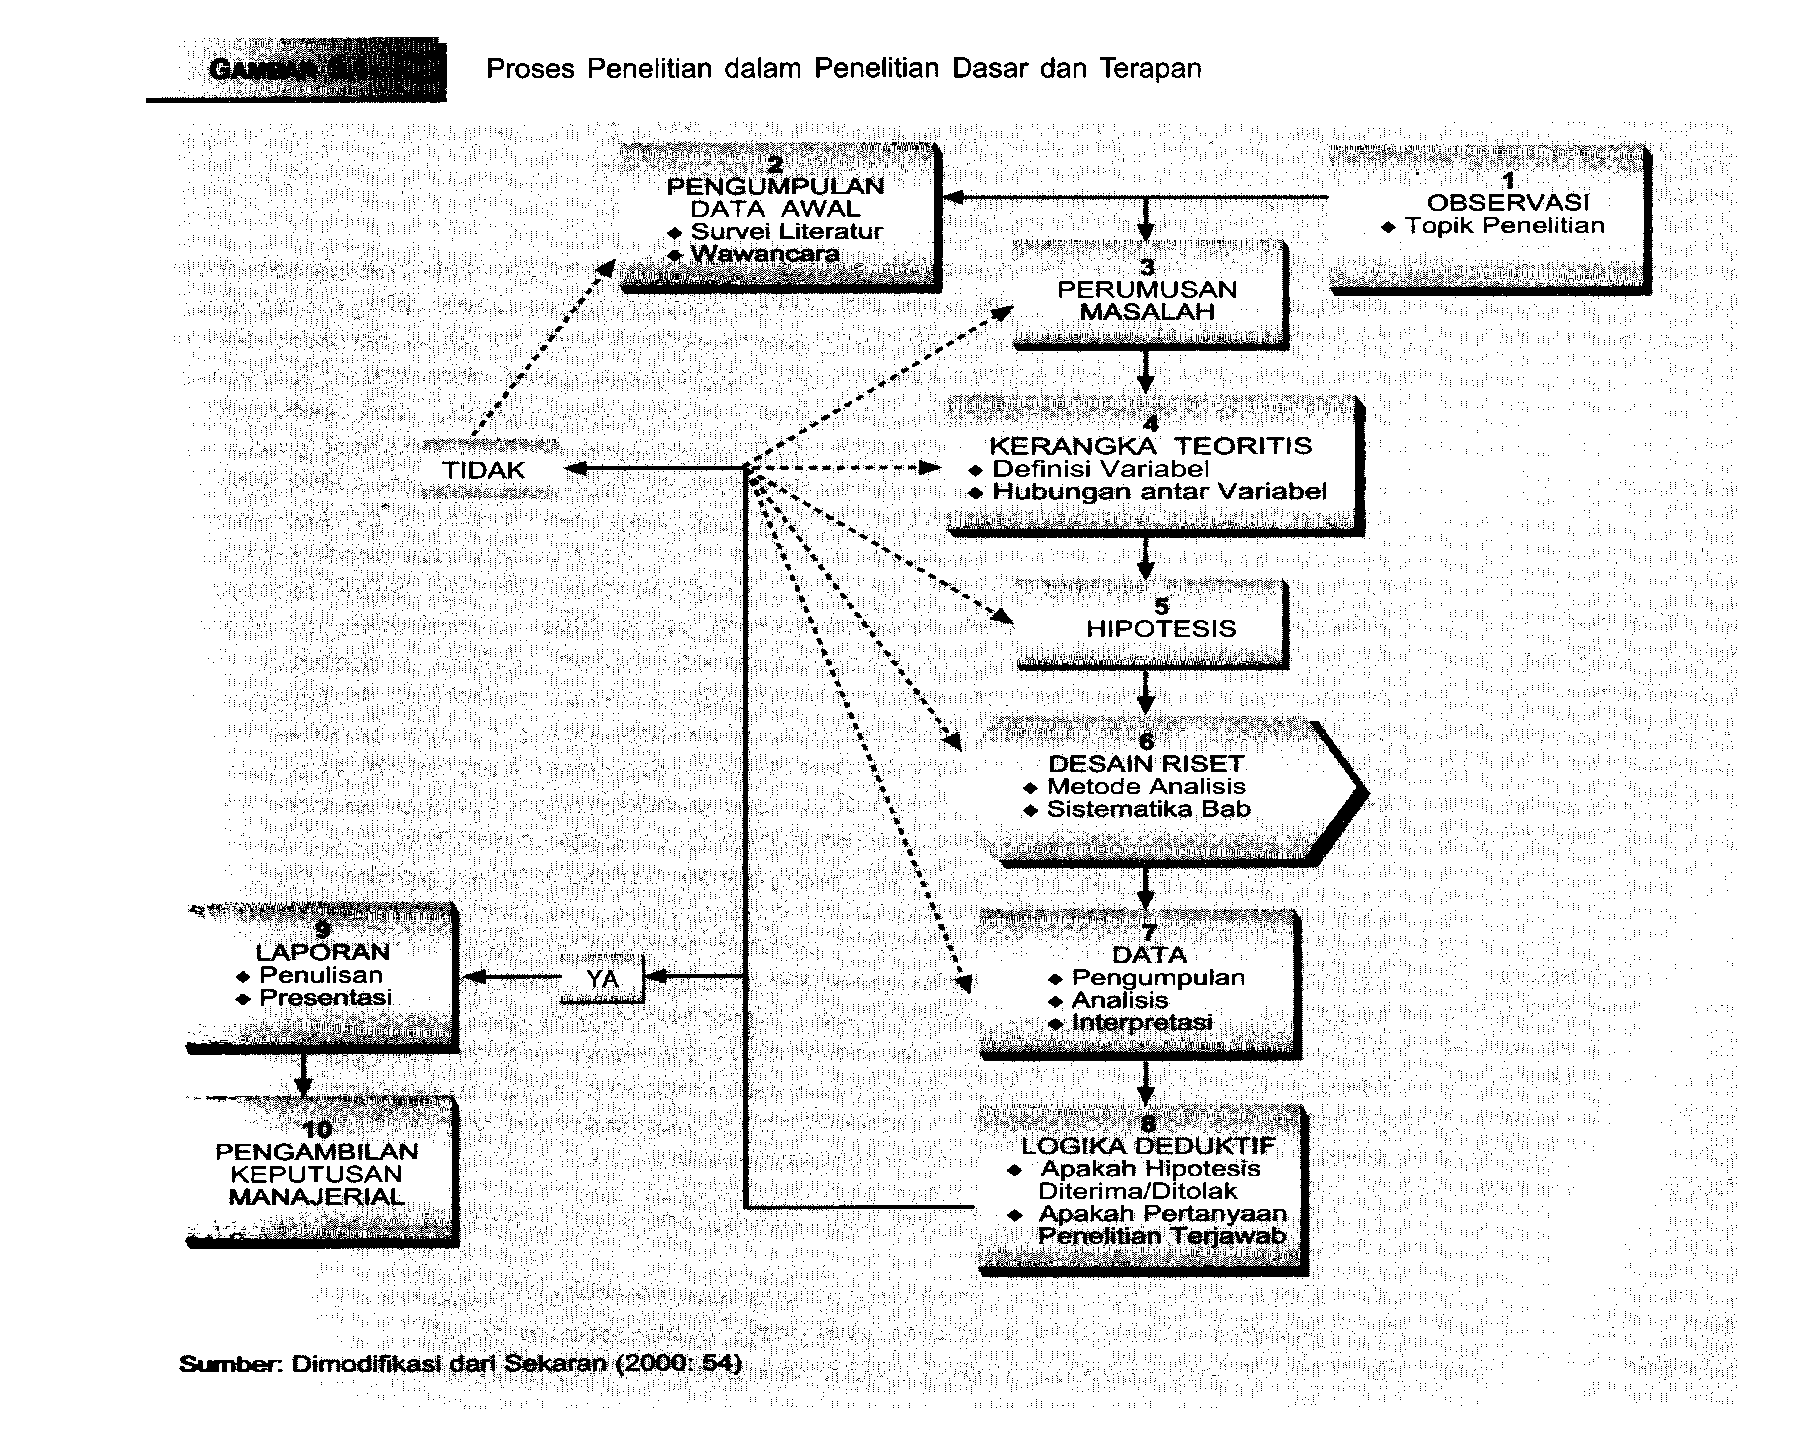 GAMBAR
Proses Penelitian dalam Penelitian Dasar dan Terapan
1
OBSERVASI
◆ Topik Penelitian
2
PENGUMPULAN
DATA AWAL
◆ Survei Literatur
◆ Wawancara
3
PERUMUSAN
MASALAH
4
KERANGKA TEORITIS
◆ Definisi Variabel
◆ Hubungan antar Variabel
TIDAK
5
HIPOTESIS
6
DESAIN RISET
◆ Metode Analisis
◆ Sistematika Bab
7
DATA
◆ Pengumpulan
◆ Analisis
◆ Interpretasi
8
LOGIKA DEDUKTIF
◆ Apakah Hipotesis
Diterima/Ditolak
◆ Apakah Pertanyaan
Penelitian Terjawab
YA
9
LAPORAN
◆ Penulisan
◆ Presentasi
10
PENGAMBILAN
KEPUTUSAN
MANAJERIAL
Sumber: Dimodifikasi dari Sekaran (2000: 54)